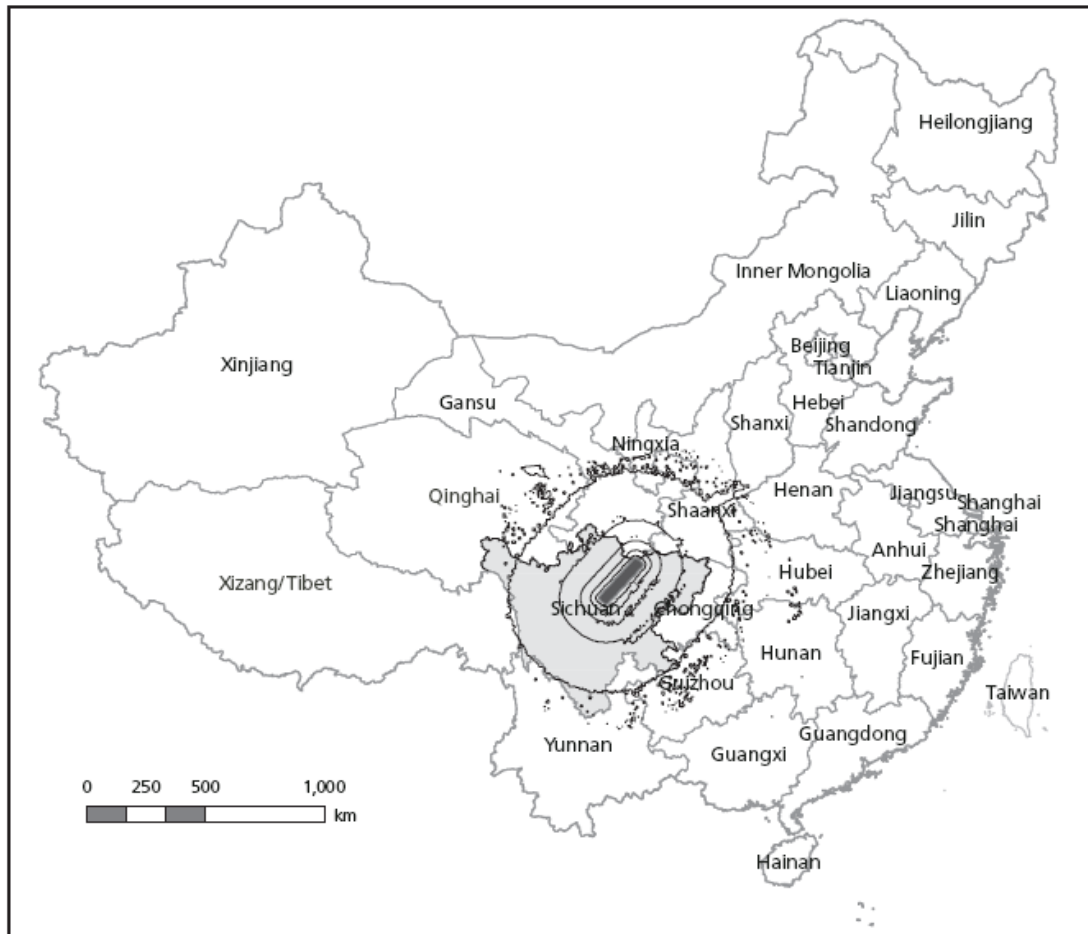 Heilongjiang
Jilin
Inner Mongolia
Liaoning
Beijing
Tianjin
Xinjiang
Gansu
Hebei
Shanxi
Shandong
Ningxia
Qinghai
Henan
Jiangsu
Shanghai
Shaanxi
Shanghai
Anhui
Xizang/Tibet
Hubei
Zhejiang
Sichuan
Chongqing
Jiangxi
Hunan
Fujian
Guizhou
Taiwan
Guangdong
Yunnan
Guangxi
0 250 500 1,000
km
Hainan